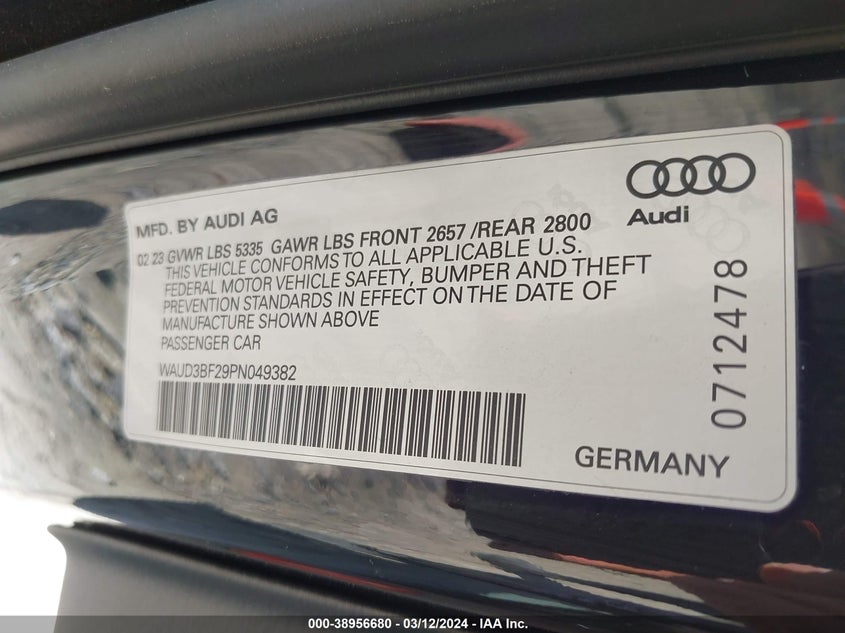 MFD. BY AUDI AG
Audi
02 23 GVWR LBS 5335 GAWR LBS FRONT 2657 /REAR 2800
THIS VEHICLE CONFORMS TO ALL APPLICABLE U.S.
FEDERAL MOTOR VEHICLE SAFETY, BUMPER AND THEFT
PREVENTION STANDARDS IN EFFECT ON THE DATE OF
MANUFACTURE SHOWN ABOVE
PASSENGER CAR
WAUD3BF29PN049382
0712478
GERMANY
000-38956680 - 03/12/2024 - IAA Inc.